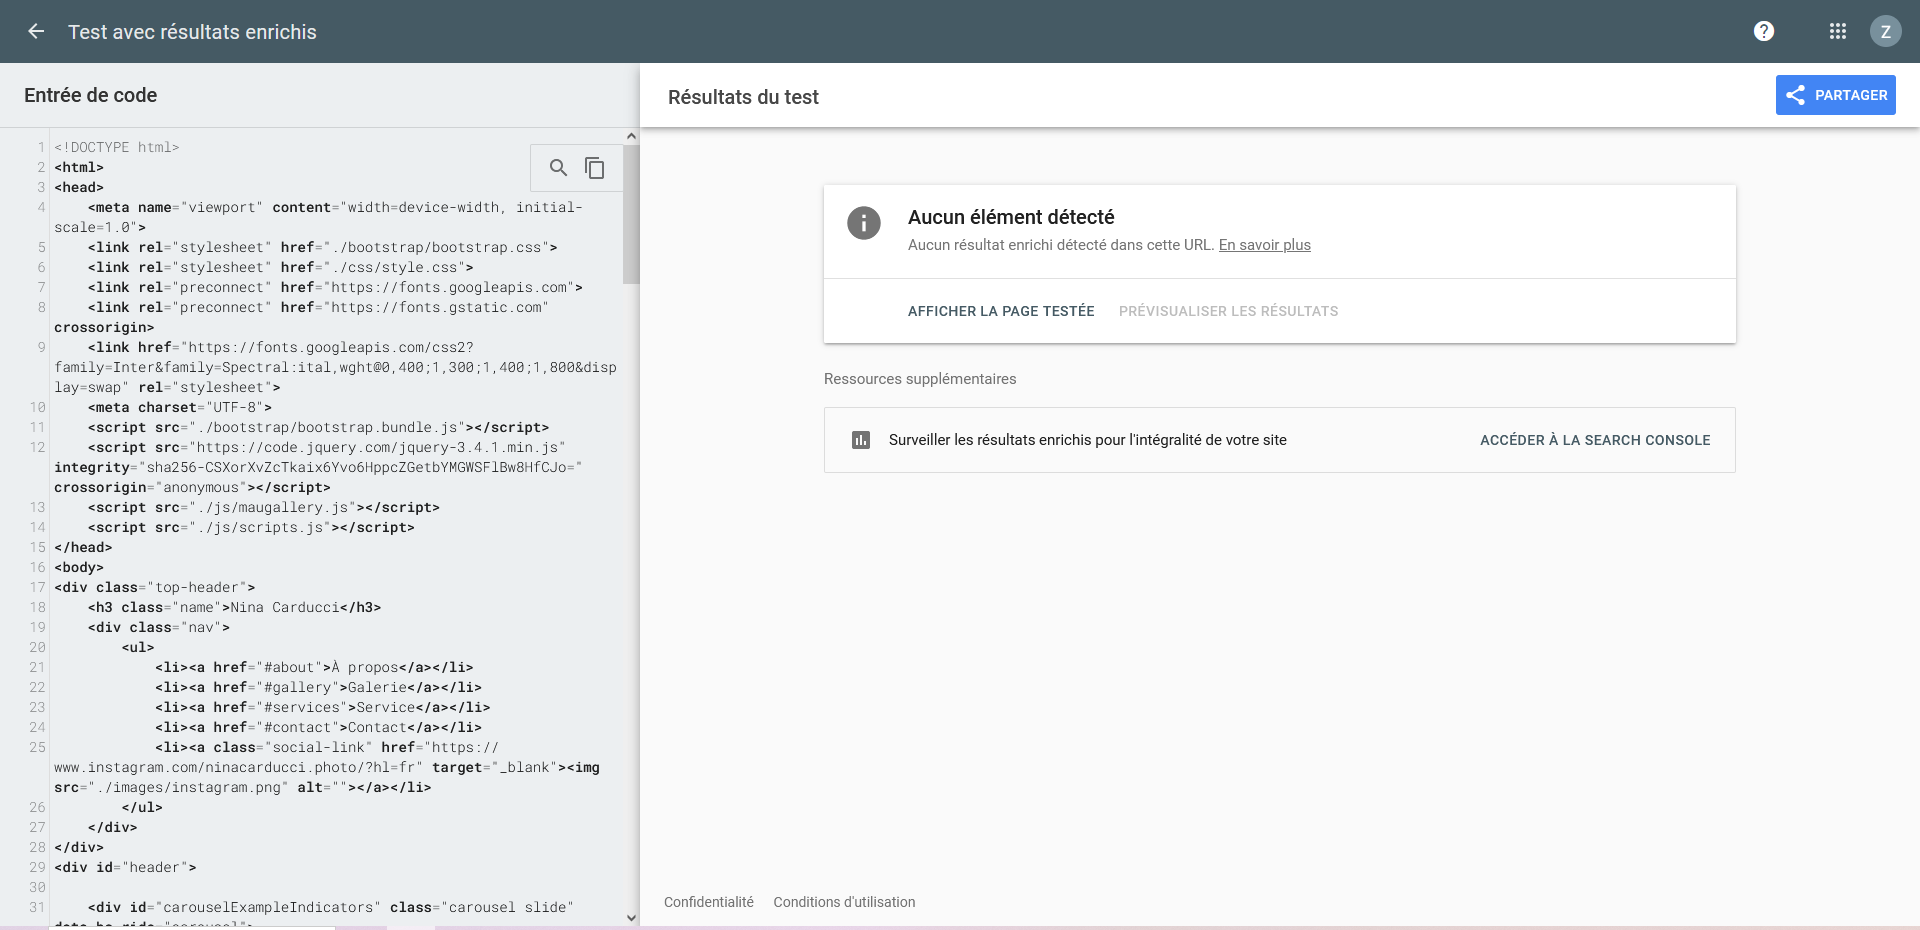 Test avec résultats enrichis
Z
Entrée de code
1 <!DOCTYPE html>
2 <html>
3 <head>
4     <meta name="viewport" content="width=device-width, initial-
scale=1.0">
5     <link rel="stylesheet" href="./bootstrap/bootstrap.css">
6     <link rel="stylesheet" href="./css/style.css">
7     <link rel="preconnect" href="https://fonts.googleapis.com">
8     <link rel="preconnect" href="https://fonts.gstatic.com"
crossorigin>
9     <link href="https://fonts.googleapis.com/css2?
family=Inter&family=Spectral:ital,wght@0,400;1,300;1,400;1,800&disp
lay=swap" rel="stylesheet">
10     <meta charset="UTF-8">
11     <script src="./bootstrap/bootstrap.bundle.js"></script>
12     <script src="https://code.jquery.com/jquery-3.4.1.min.js"
integrity="sha256-CSXorXvZcTkaix6Yvo6HppcZGetbYMGWSFlBw8HfCJo="
crossorigin="anonymous"></script>
13     <script src="./js/maugallery.js"></script>
14     <script src="./js/scripts.js"></script>
15 </head>
16 <body>
17 <div class="top-header">
18     <h3 class="name">Nina Carducci</h3>
19     <div class="nav">
20         <ul>
21             <li><a href="#about">À propos</a></li>
22             <li><a href="#gallery">Galerie</a></li>
23             <li><a href="#services">Service</a></li>
24             <li><a href="#contact">Contact</a></li>
25             <li><a class="social-link" href="https://
www.instagram.com/ninacarducci.photo/?hl=fr" target="_blank"><img
src="./images/instagram.png" alt=""></a></li>
26         </ul>
27     </div>
28 </div>
29 <div id="header">
30
31     <div id="carouselExampleIndicators" class="carousel slide"
data-bs-ride="carousel">
Résultats du test
PARTAGER
Aucun élément détecté
Aucun résultat enrichi détecté dans cette URL. En savoir plus
AFFICHER LA PAGE TESTÉE PRÉVISUALISER LES RÉSULTATS
Ressources supplémentaires
Surveiller les résultats enrichis pour l'intégralité de votre site ACCÉDER À LA SEARCH CONSOLE
Confidentialité Conditions d'utilisation